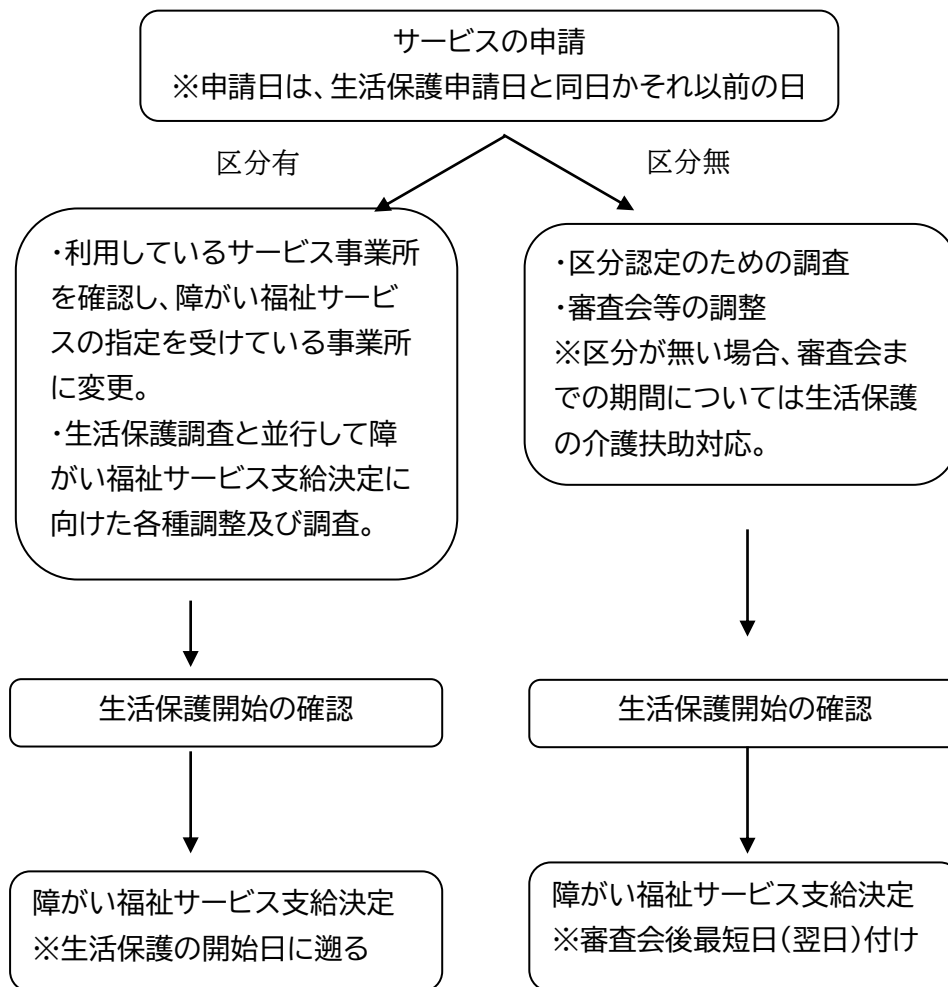 サービスの申請
※申請日は、生活保護申請日と同日かそれ以前の日
区分有
区分無
・利用しているサービス事業所
を確認し、障がい福祉サービ
スの指定を受けている事業所
に変更。
・生活保護調査と並行して障
がい福祉サービス支給決定に
向けた各種調整及び調査。
・区分認定のための調査
・審査会等の調整
※区分が無い場合、審査会ま
での期間については生活保護
の介護扶助対応。
生活保護開始の確認
生活保護開始の確認
障がい福祉サービス支給決定
※生活保護の開始日に遡る
障がい福祉サービス支給決定
※審査会後最短日(翌日)付け